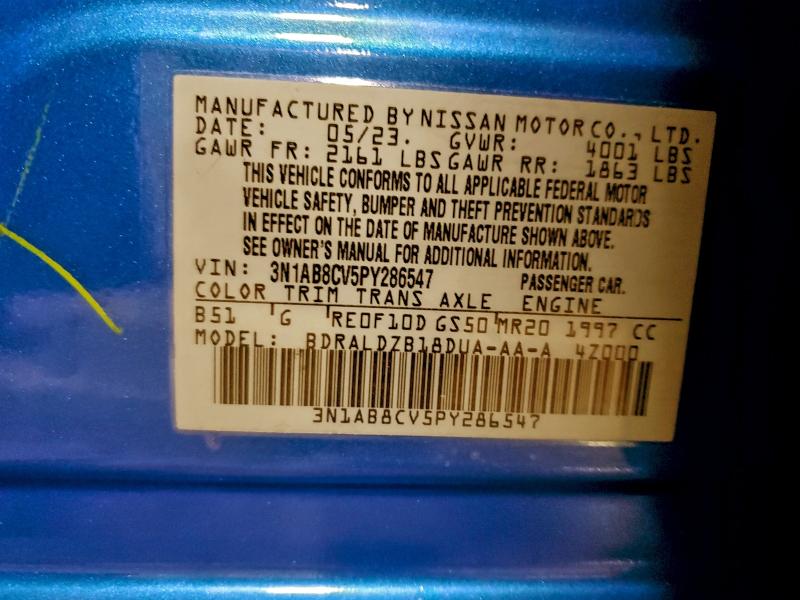 MANUFACTURED BY NISSAN MOTOR CO., LTD.
DATE: 05/23. GVWR: 4001 LBS
GAWR FR: 2161 LBS GAWR RR: 1863 LBS
THIS VEHICLE CONFORMS TO ALL APPLICABLE FEDERAL MOTOR
VEHICLE SAFETY, BUMPER AND THEFT PREVENTION STANDARDS
IN EFFECT ON THE DATE OF MANUFACTURE SHOWN ABOVE.
SEE OWNER'S MANUAL FOR ADDITIONAL INFORMATION.
VIN: 3N1AB8CV5PY286547 PASSENGER CAR.
COLOR TRIM TRANS AXLE ENGINE
B51 G RE0F10D GS50 MR20 1997 CC
MODEL: BDRALDZB18DUA-AA-A 4Z000
3N1AB8CV5PY286547